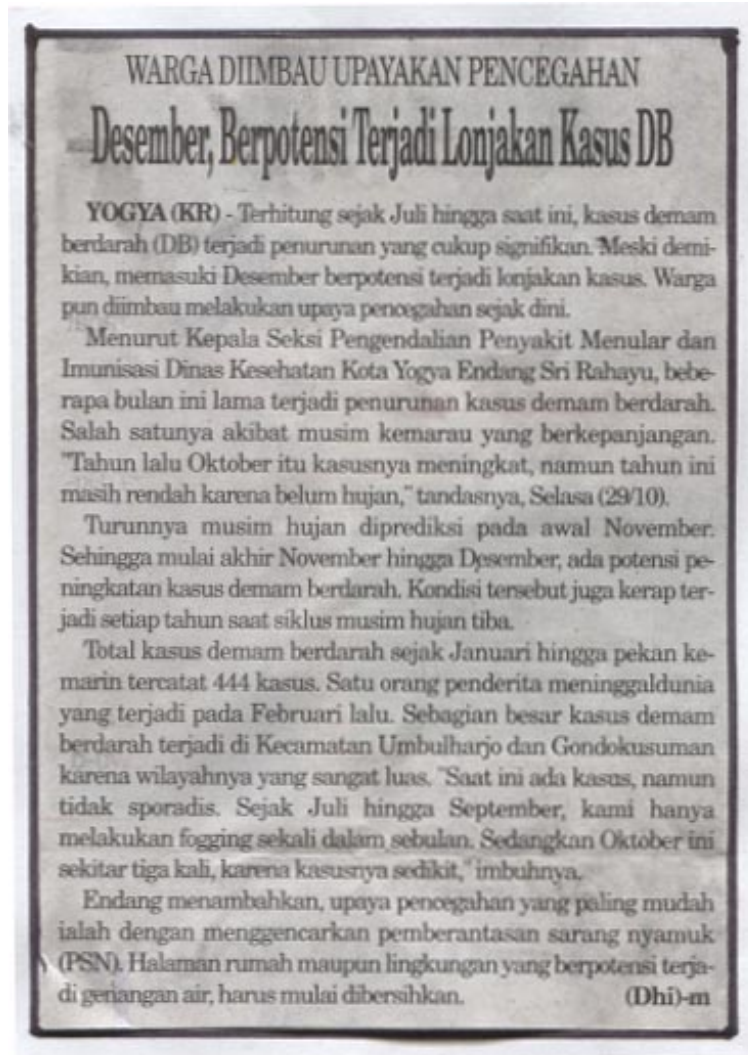 WARGA DIIMBAU UPAYAKAN PENCEGAHAN
Desember, Berpotensi Terjadi Lonjakan Kasus DB
YOGYA (KR) - Terhitung sejak Juli hingga saat ini, kasus demam
berdarah (DB) terjadi penurunan yang cukup signifikan. Meski demi-
kian, memasuki Desember berpotensi terjadi lonjakan kasus. Warga
pun diimbau melakukan upaya pencegahan sejak dini.
Menurut Kepala Seksi Pengendalian Penyakit Menular dan
Imunisasi Dinas Kesehatan Kota Yogya Endang Sri Rahayu, bebe-
rapa bulan ini lama terjadi penurunan kasus demam berdarah.
Salah satunya akibat musim kemarau yang berkepanjangan.
"Tahun lalu Oktober itu kasusnya meningkat, namun tahun ini
masih rendah karena belum hujan," tandasnya, Selasa (29/10).
Turunnya musim hujan diprediksi pada awal November.
Sehingga mulai akhir November hingga Desember, ada potensi pe-
ningkatan kasus demam berdarah. Kondisi tersebut juga kerap ter-
jadi setiap tahun saat siklus musim hujan tiba.
Total kasus demam berdarah sejak Januari hingga pekan ke-
marin tercatat 444 kasus. Satu orang penderita meninggaldunia
yang terjadi pada Februari lalu. Sebagian besar kasus demam
berdarah terjadi di Kecamatan Umbulharjo dan Gondokusuman
karena wilayahnya yang sangat luas. "Saat ini ada kasus, namun
tidak sporadis. Sejak Juli hingga September, kami hanya
melakukan fogging sekali dalam sebulan. Sedangkan Oktober ini
sekitar tiga kali, karena kasusnya sedikit," imbuhnya.
Endang menambahkan, upaya pencegahan yang paling mudah
ialah dengan menggencarkan pemberantasan sarang nyamuk
(PSN). Halaman rumah maupun lingkungan yang berpotensi terja-
di genangan air, harus mulai dibersihkan. (Dhi)-m